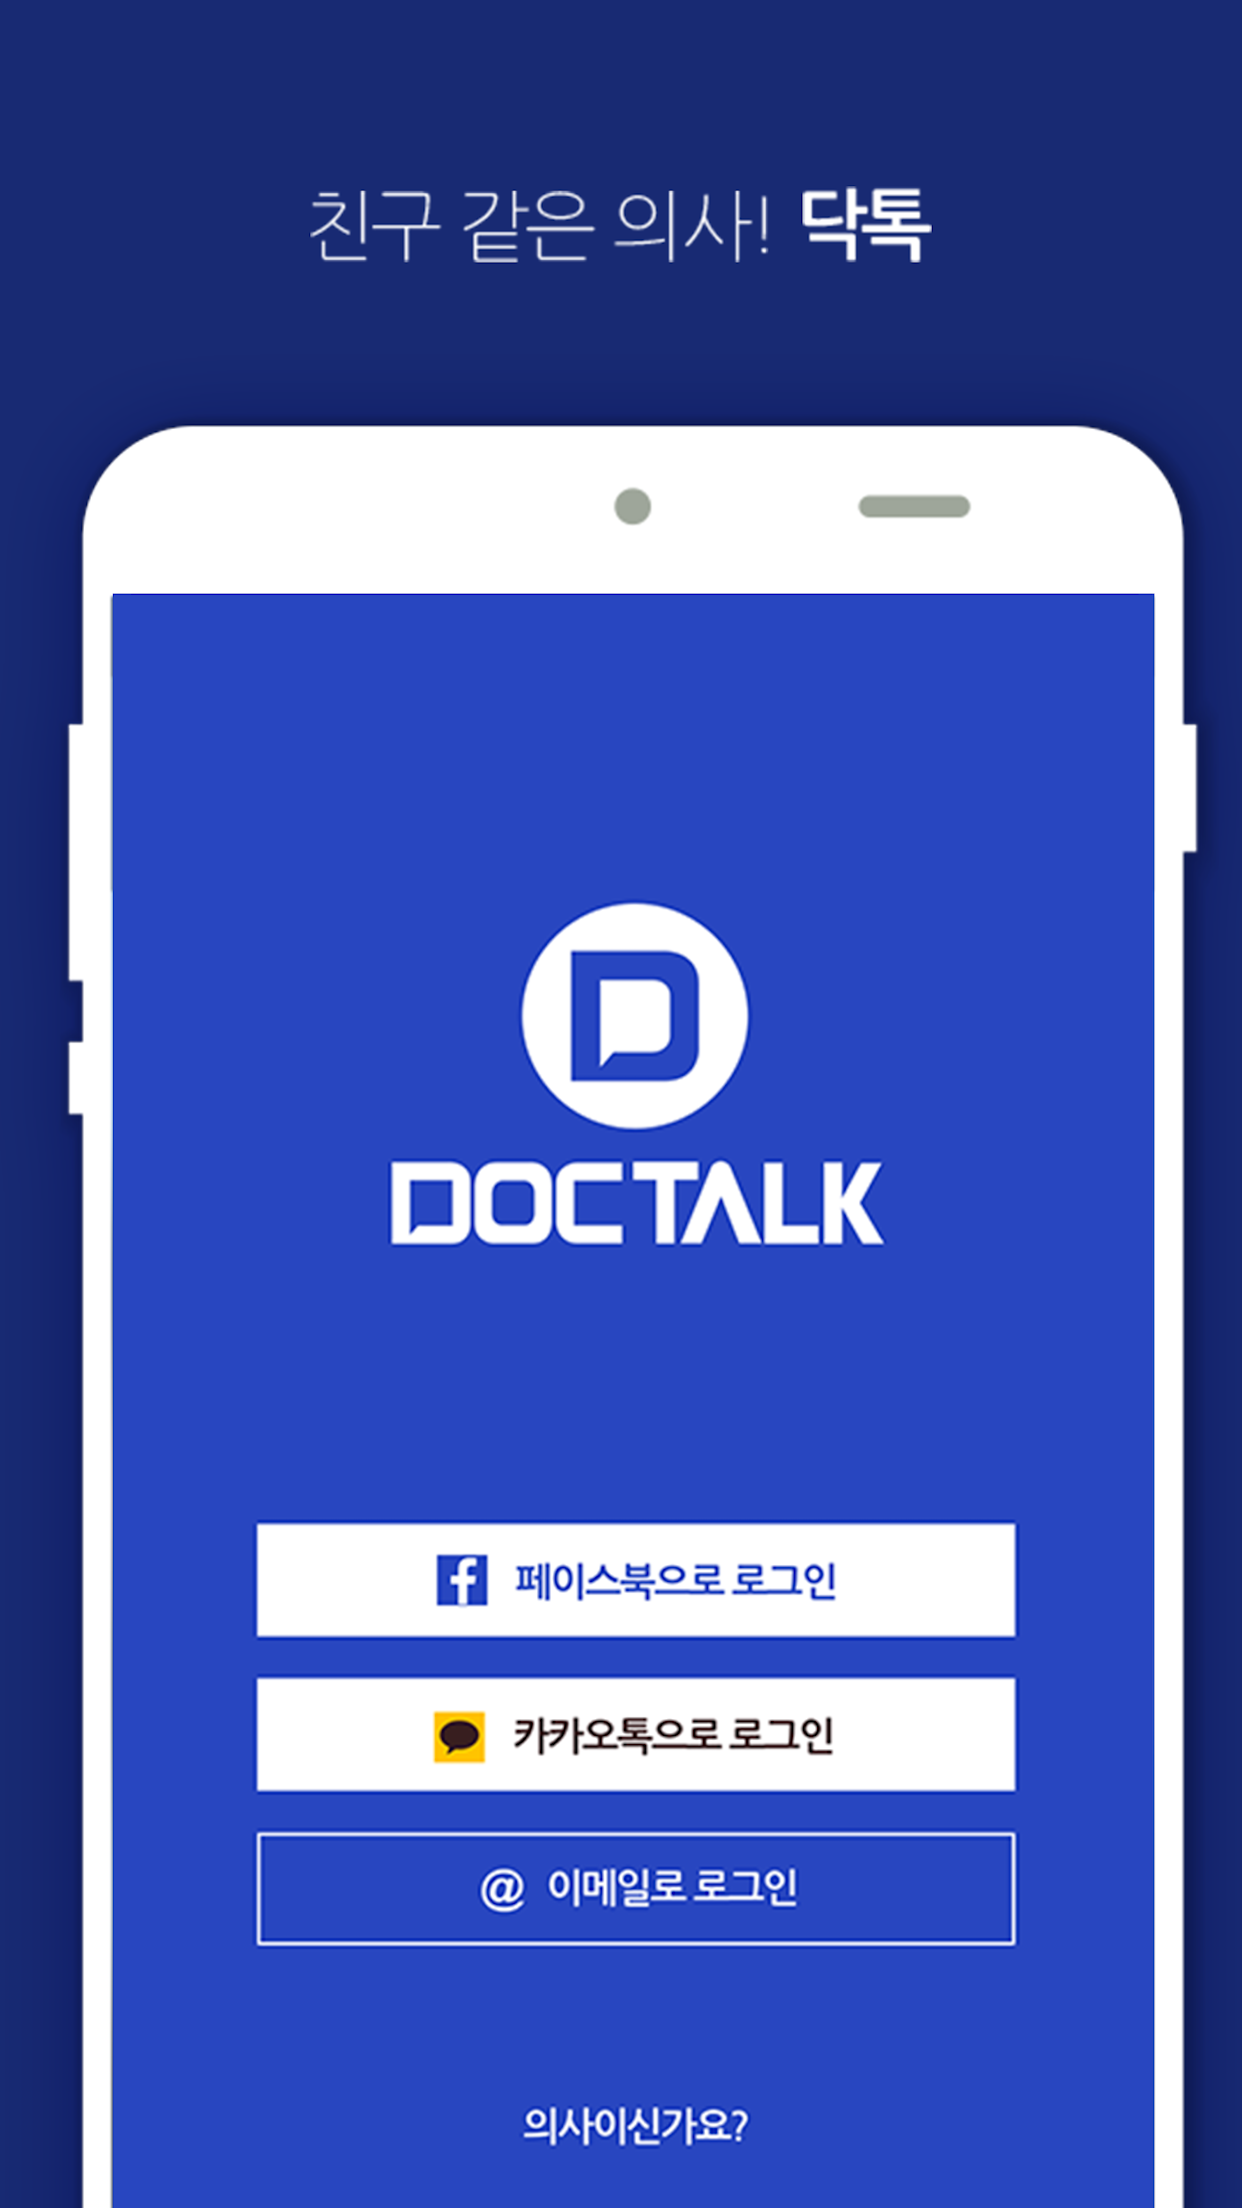 친구 같은 의사! 닥톡
D
DOCTALK
f 페이스북으로 로그인
카카오톡으로 로그인
@ 이메일로 로그인
의사이신가요?